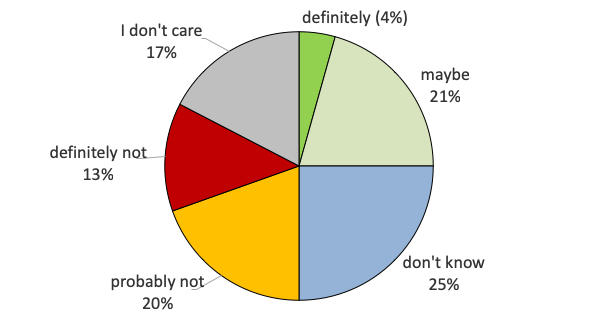 definitely (4%)
maybe
21%
don't know
25%
probably not
20%
definitely not
13%
I don't care
17%